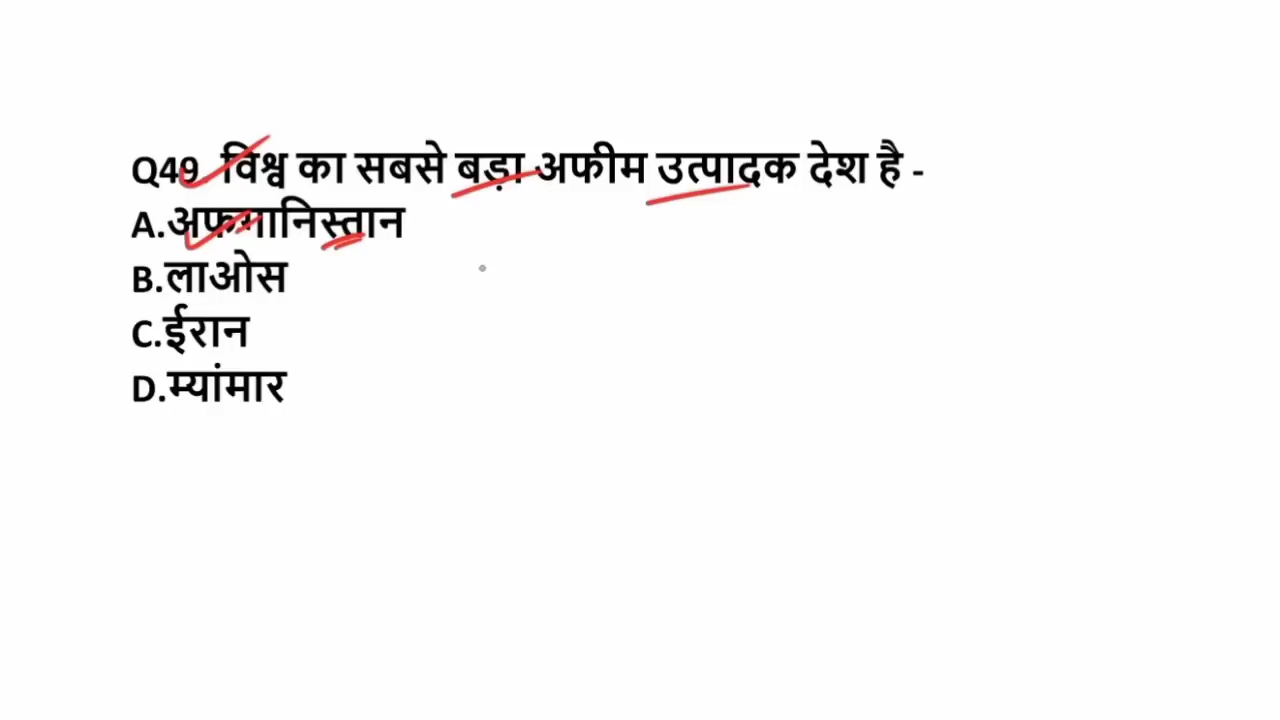 Q49. विश्व का सबसे बड़ा अफीम उत्पादक देश है -
A.अफगानिस्तान
B.लाओस
C.ईरान
D.म्यांमार